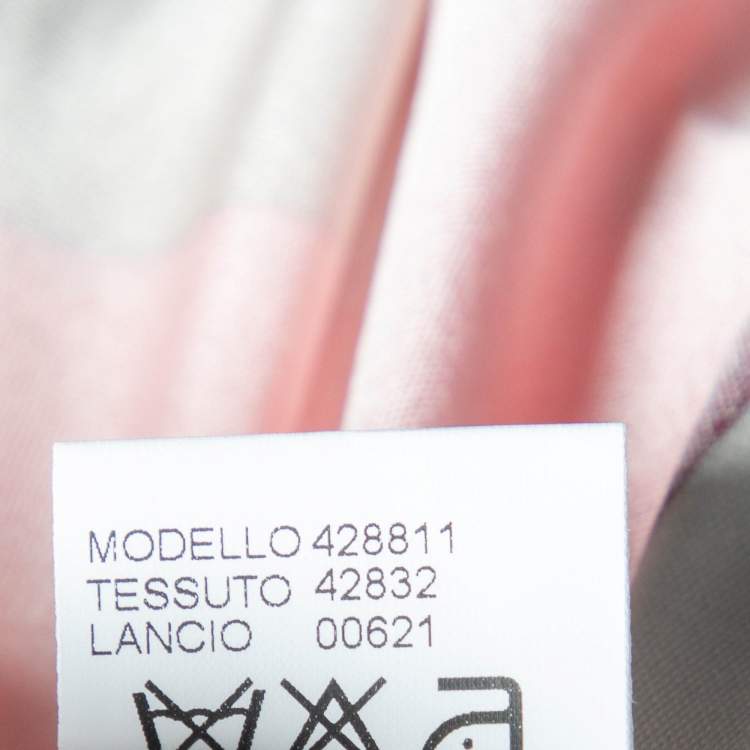 MODELLO 428811
TESSUTO 42832
LANCIO 00621